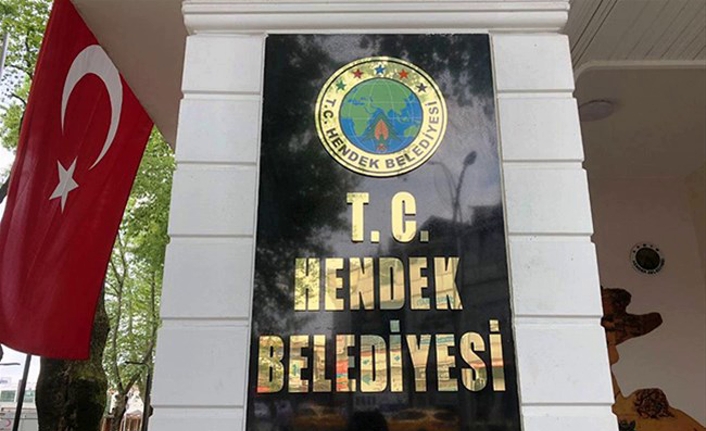 T.C. HENDEK BELEDİYESİ
T. C.
HENDEK
BELEDİYESİ